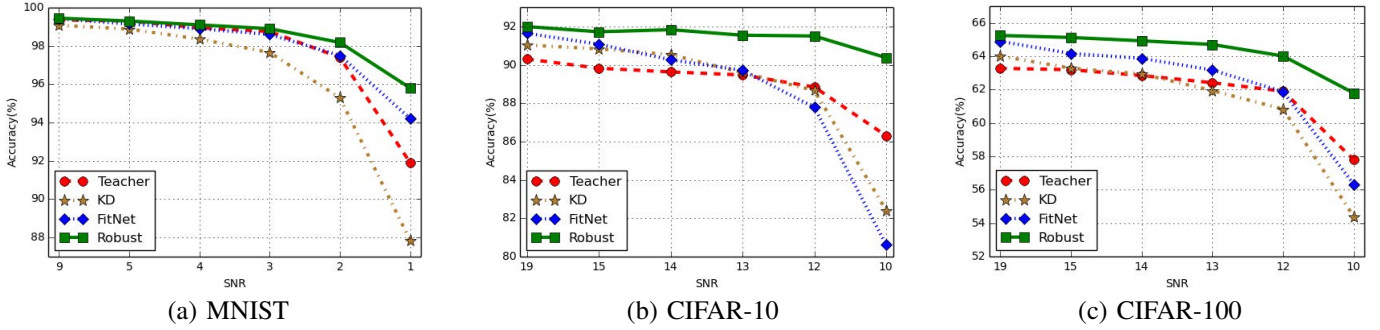 100
98
96
94
92
90
88
Accuracy(%)
Teacher
KD
FitNet
Robust
9 5 4 3 2 1
SNR
(a) MNIST
92
90
88
86
84
82
80
Accuracy(%)
Teacher
KD
FitNet
Robust
19 15 14 13 12 10
SNR
(b) CIFAR-10
66
64
62
60
58
56
54
52
Accuracy(%)
Teacher
KD
FitNet
Robust
19 15 14 13 12 10
SNR
(c) CIFAR-100